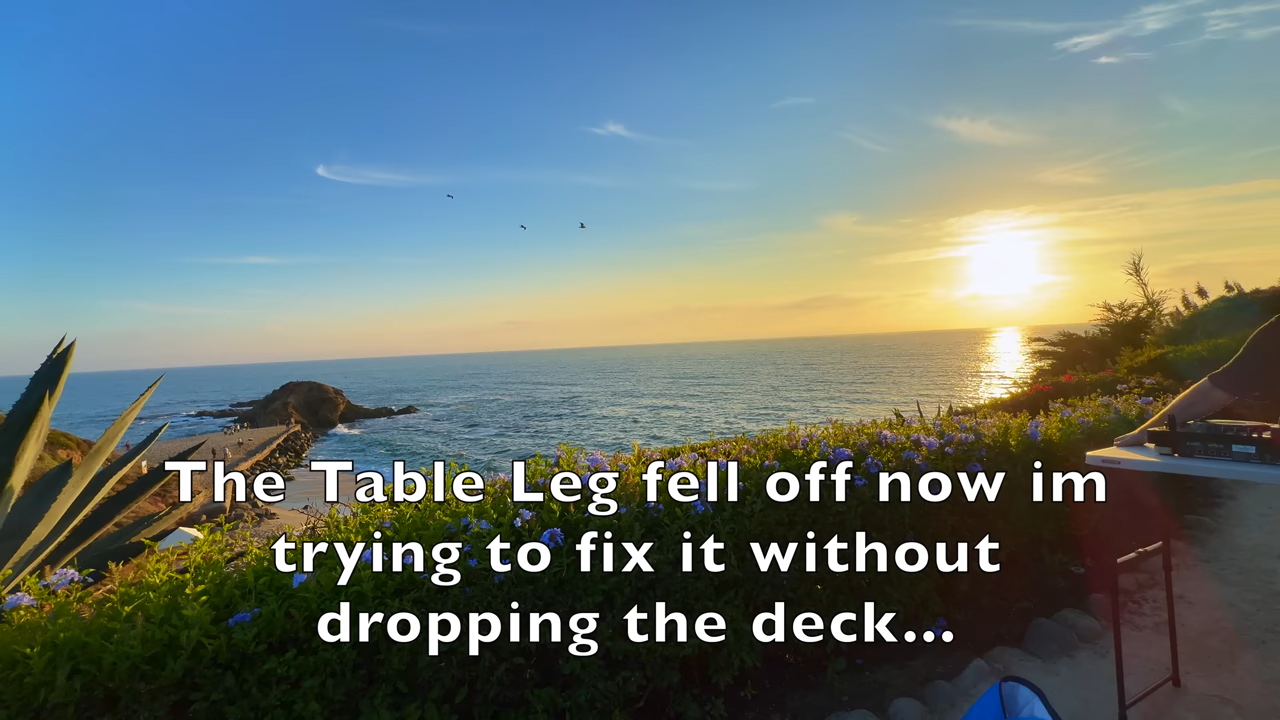 The Table Leg fell off now im
trying to fix it without
dropping the deck...